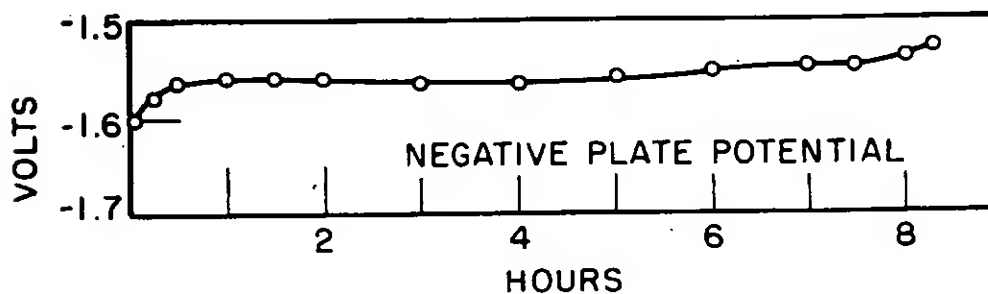 -1.5
-1.6
-1.7
VOLTS
NEGATIVE PLATE POTENTIAL
2 4 6 8
HOURS